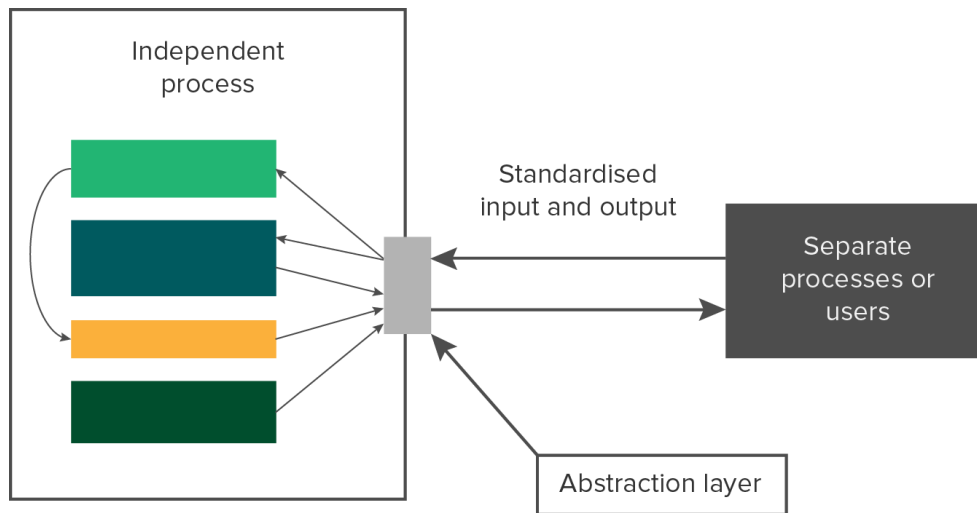 Independent
process
Standardised
input and output
Separate
processes or
users
Abstraction layer